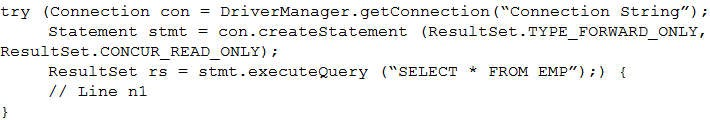 try (Connection con = DriverManager.getConnection(“Connection String”);
Statement stmt = con.createStatement (ResultSet.TYPE_FORWARD_ONLY,
ResultSet.CONCUR_READ_ONLY);
ResultSet rs = stmt.executeQuery (“SELECT * FROM EMP”);) {
// Line n1
}